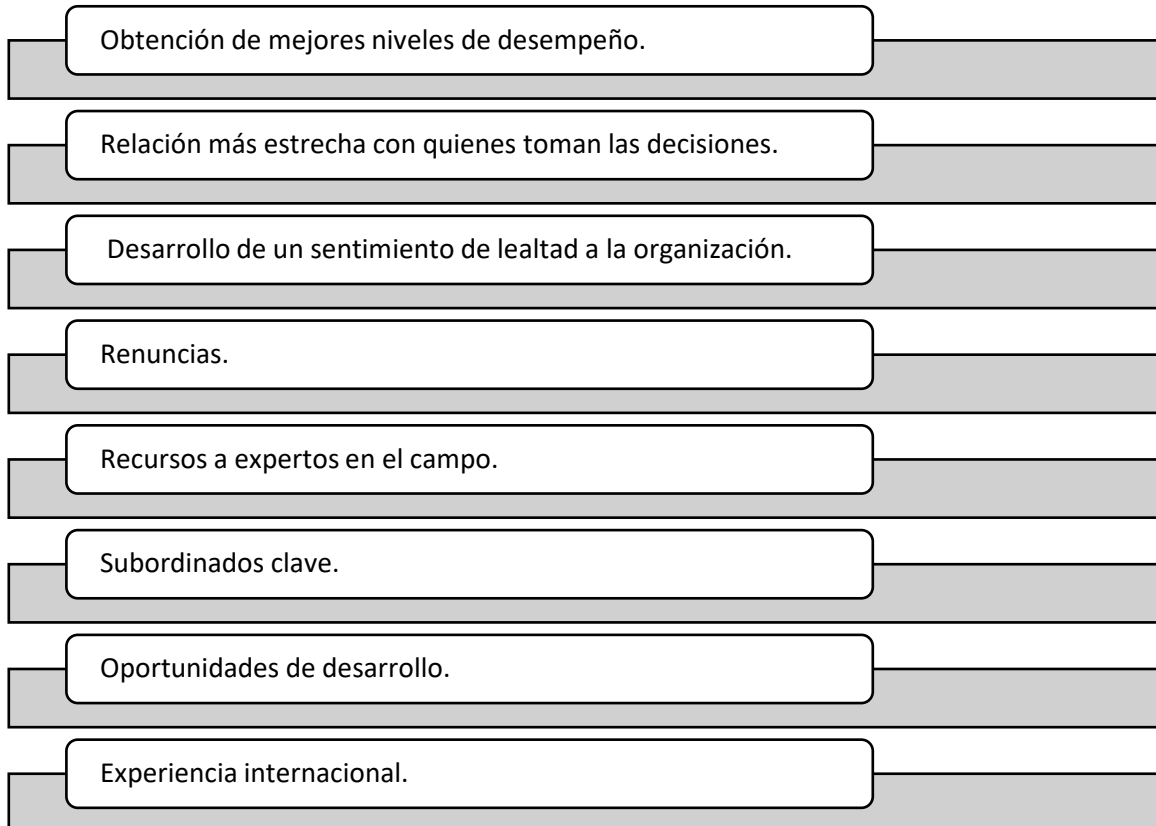 Obtención de mejores niveles de desempeño.
Relación más estrecha con quienes toman las decisiones.
Desarrollo de un sentimiento de lealtad a la organización.
Renuncias.
Recursos a expertos en el campo.
Subordinados clave.
Oportunidades de desarrollo.
Experiencia internacional.